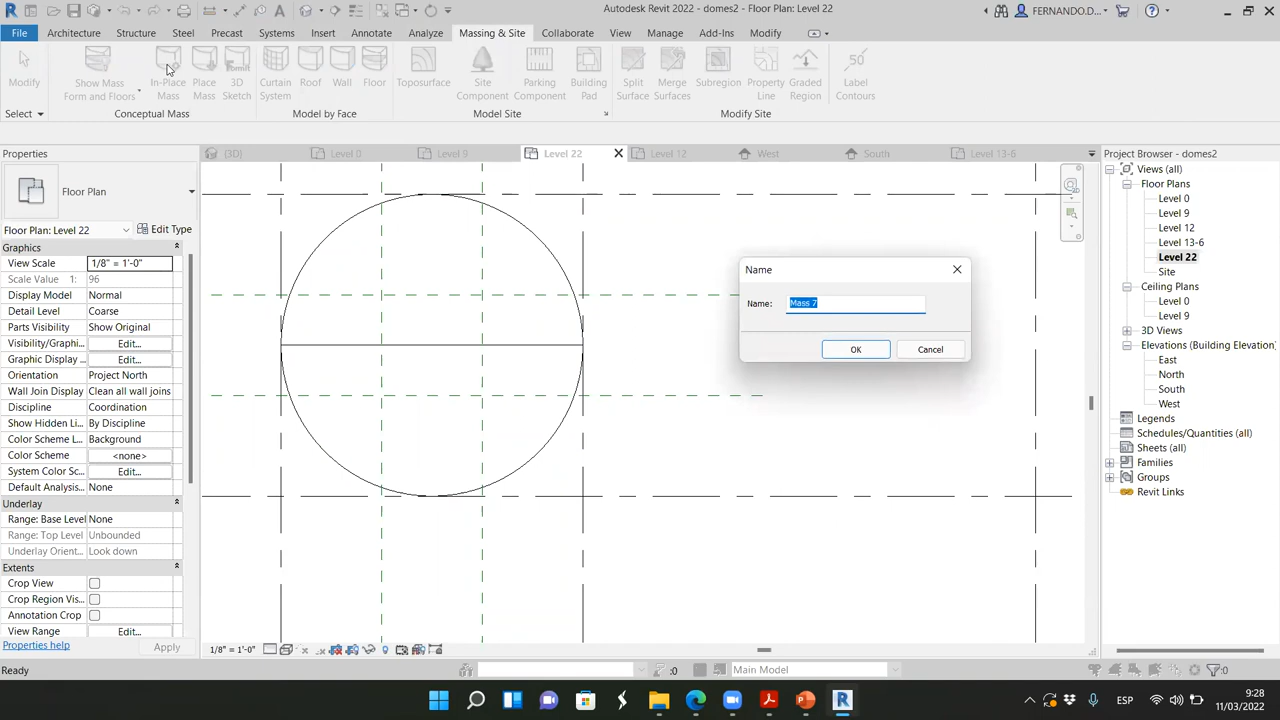 Autodesk Revit 2022 - domes2 - Floor Plan: Level 22
FERNANDO.D...
File Architecture Structure Steel Precast Systems Insert Annotate Analyze Massing & Site Collaborate View Manage Add-Ins Modify
Modify
Show Mass
Form and Floors
In-Place
Mass
Place
Mass
3D
Sketch
Curtain
System
Roof
Wall
Floor
Toposurface
Site
Component
Parking
Component
Building
Pad
Split
Surface
Merge
Surfaces
Subregion
Property
Line
Graded
Region
50
Label
Contours
Select Conceptual Mass Model by Face Model Site Modify Site
Properties
(3D) Level 0 Level 9 Level 22 Level 12 West South Level 13-6
Floor Plan
Floor Plan: Level 22 Edit Type
Graphics
View Scale 1/8" = 1'-0"
Scale Value 1: 96
Display Model Normal
Detail Level Coarse
Parts Visibility Show Original
Visibility/Graphi... Edit...
Graphic Display ... Edit...
Orientation Project North
Wall Join Display Clean all wall joins
Discipline Coordination
Show Hidden Li... By Discipline
Color Scheme L... Background
Color Scheme <none>
System Color Sc... Edit...
Default Analysis... None
Underlay
Range: Base Level None
Range: Top Level Unbounded
Underlay Orient... Look down
Extents
Crop View
Crop Region Vis...
Annotation Crop
View Range Edit...
Properties help Apply
Name
Name: Mass 7
OK Cancel
Project Browser - domes2
Views (all)
Floor Plans
Level 0
Level 9
Level 12
Level 13-6
Level 22
Site
Ceiling Plans
Level 0
Level 9
3D Views
Elevations (Building Elevation)
East
North
South
West
Legends
Schedules/Quantities (all)
Sheets (all)
Families
Groups
Revit Links
1/8" = 1'-0"
Ready
:0
Main Model
:0
ESP
9:28
11/03/2022